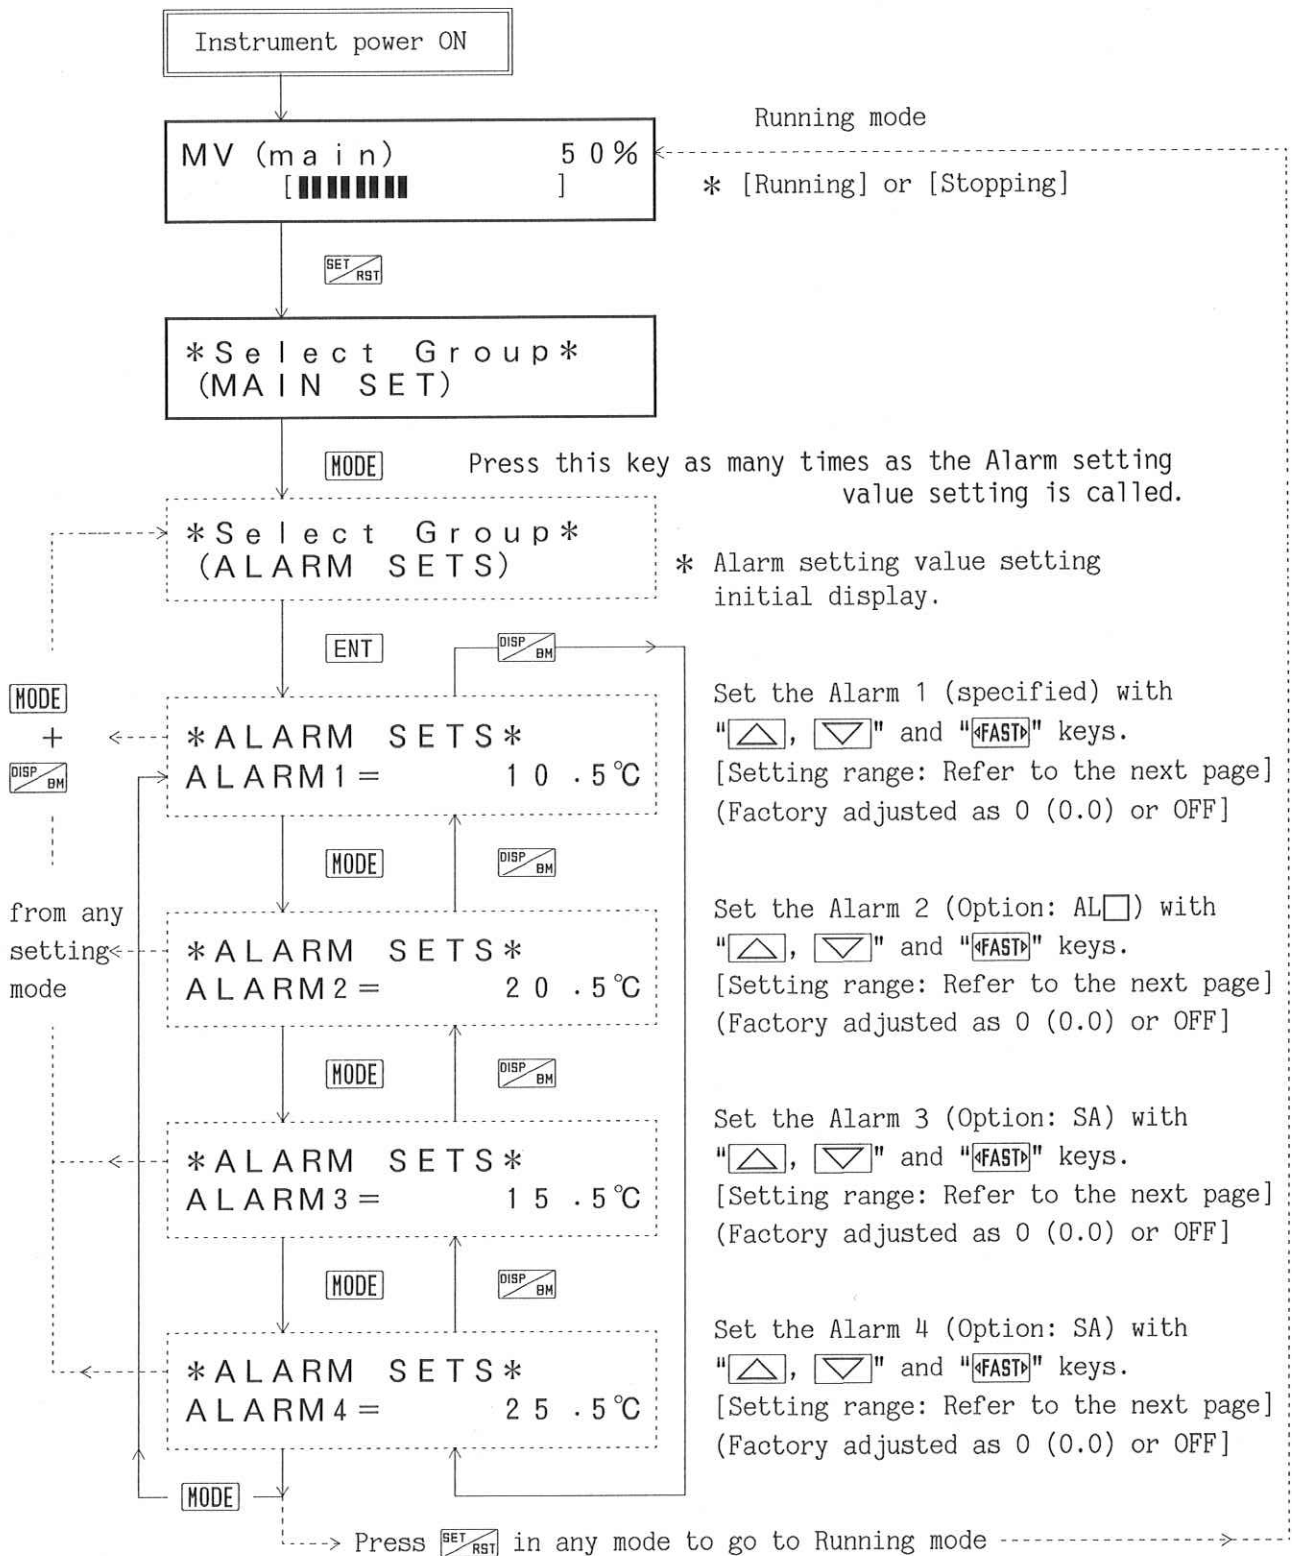 Instrument power ON
Running mode
MV (main) 50%
[ ]
* [Running] or [Stopping]
SET/RST
*Select Group*
(MAIN SET)
MODE
Press this key as many times as the Alarm setting
value setting is called.
*Select Group*
(ALARM SETS)
* Alarm setting value setting
initial display.
ENT
DISP/BM
MODE
+
DISP/BM
*ALARM SETS*
ALARM1= 10.5℃
Set the Alarm 1 (specified) with
"△, ▽" and "◁FAST▷" keys.
[Setting range: Refer to the next page]
(Factory adjusted as 0 (0.0) or OFF]
MODE
DISP/BM
from any
setting
mode
*ALARM SETS*
ALARM2= 20.5℃
Set the Alarm 2 (Option: AL□) with
"△, ▽" and "◁FAST▷" keys.
[Setting range: Refer to the next page]
(Factory adjusted as 0 (0.0) or OFF]
MODE
DISP/BM
*ALARM SETS*
ALARM3= 15.5℃
Set the Alarm 3 (Option: SA) with
"△, ▽" and "◁FAST▷" keys.
[Setting range: Refer to the next page]
(Factory adjusted as 0 (0.0) or OFF]
MODE
DISP/BM
*ALARM SETS*
ALARM4= 25.5℃
Set the Alarm 4 (Option: SA) with
"△, ▽" and "◁FAST▷" keys.
[Setting range: Refer to the next page]
(Factory adjusted as 0 (0.0) or OFF]
MODE
Press SET/RST in any mode to go to Running mode